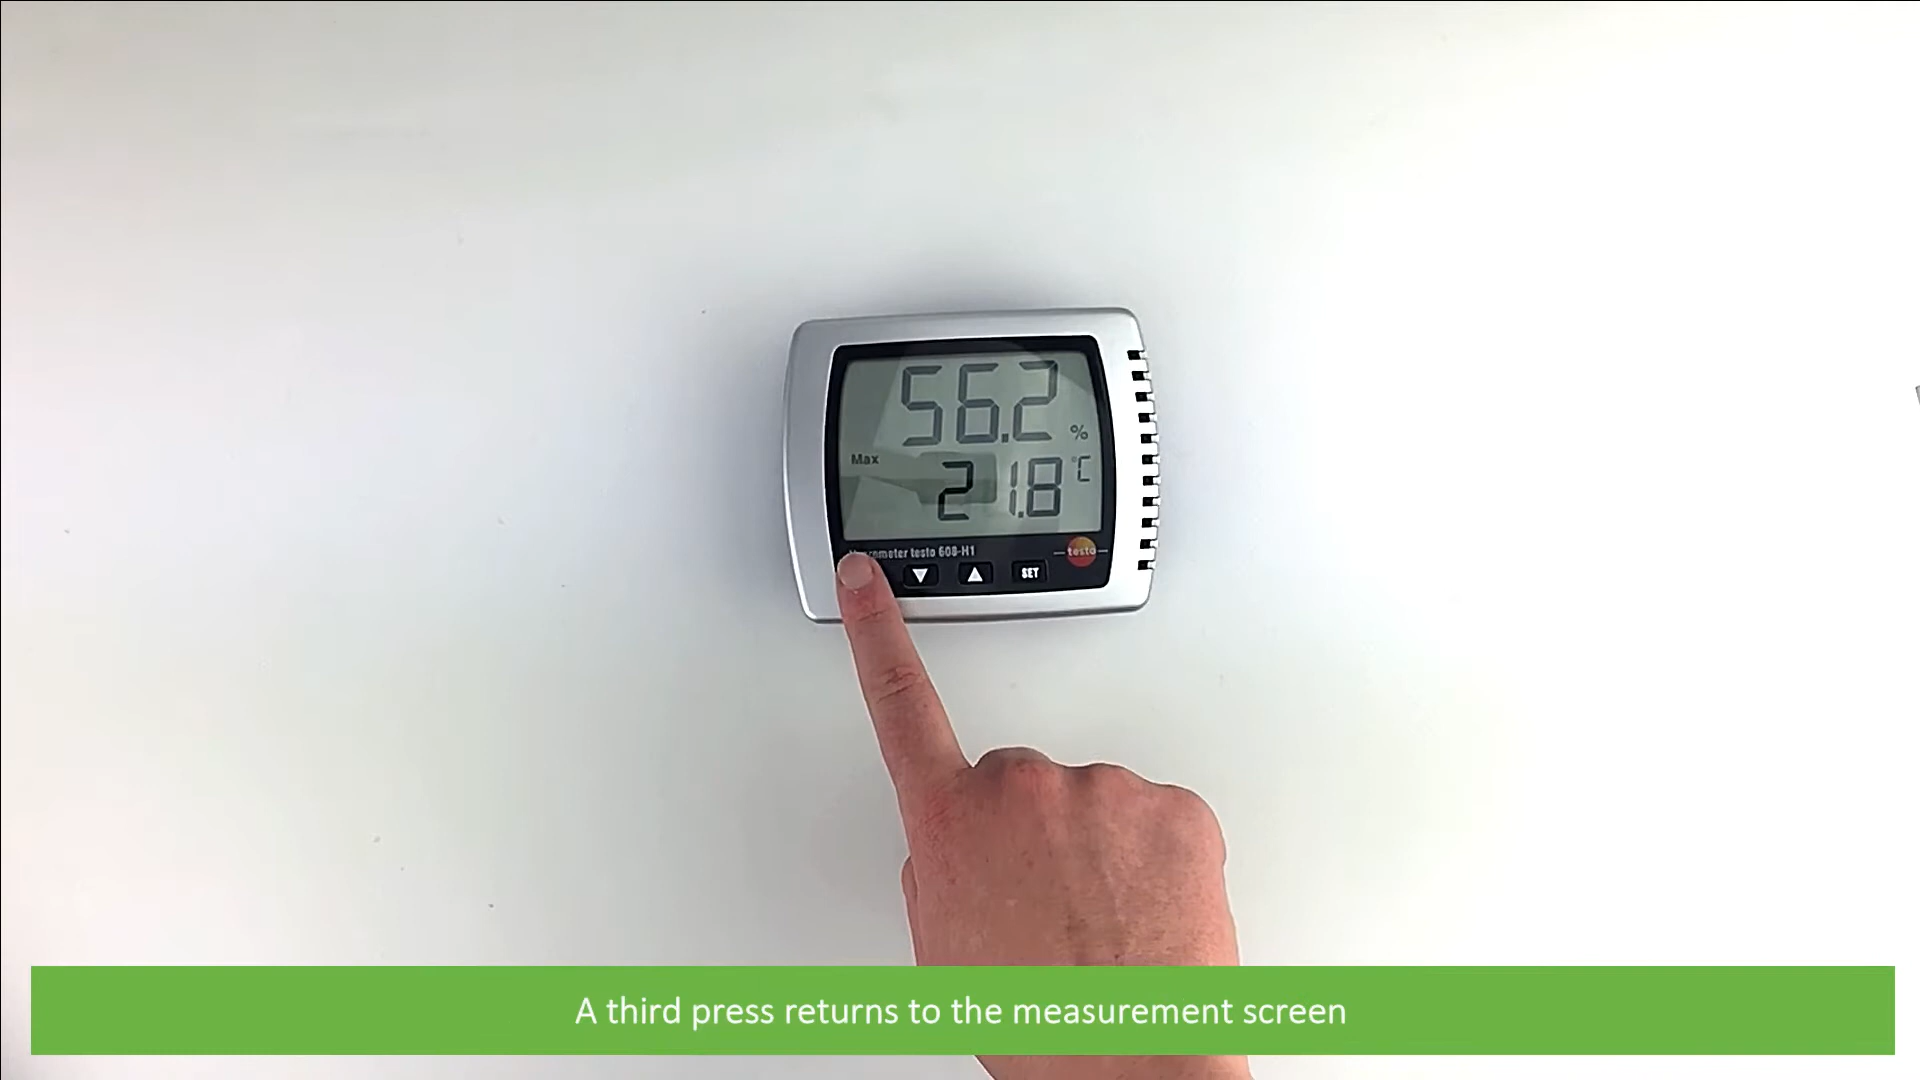 56.2 %
Max 21.8 °C
testo 608-H1
testo
▼ ▲ SET
A third press returns to the measurement screen